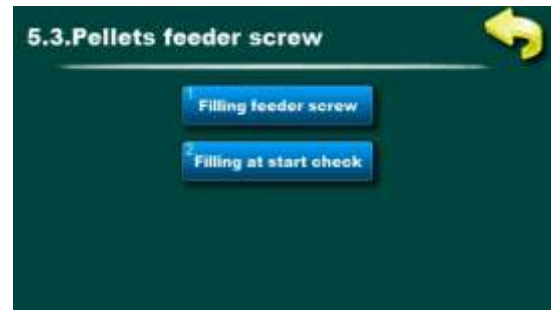 5.3.Pellets feeder screw
1
Filling feeder screw
2
Filling at start check